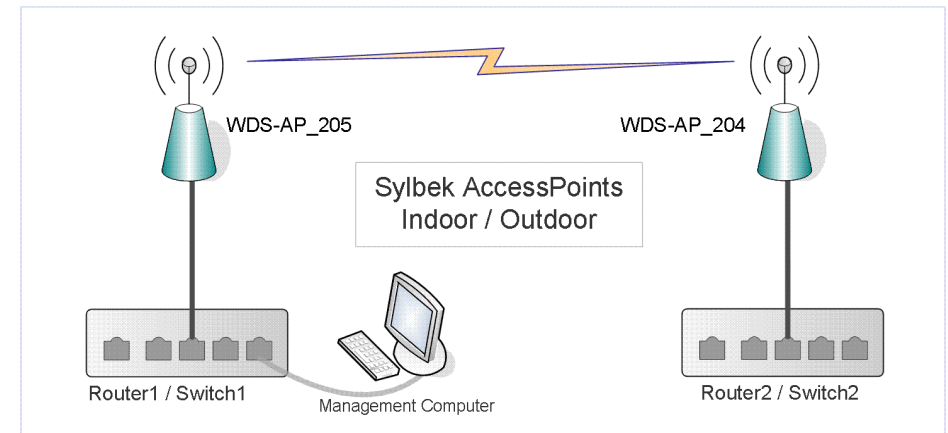 WDS-AP_205
WDS-AP_204
Sylbek AccessPoints
Indoor / Outdoor
Router1 / Switch1
Management Computer
Router2 / Switch2